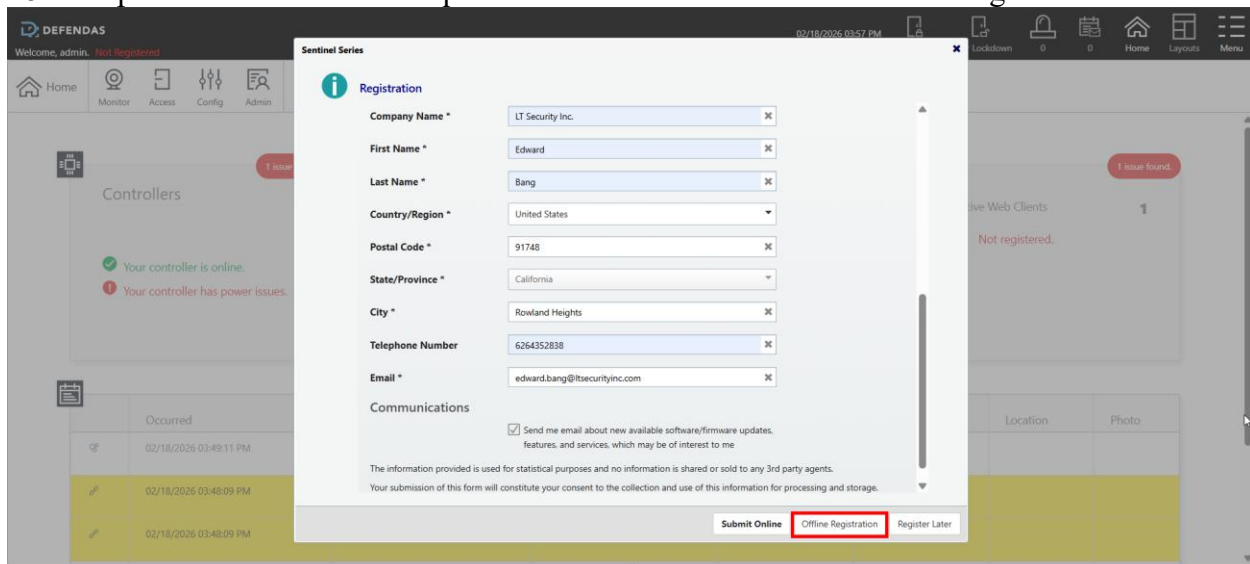 DEFENDAS
02/18/2026 03:57 PM
Lockdown
0
0
Home
Layouts
Menu
Welcome, admin. Not Registered
Sentinel Series
Home
Monitor
Access
Config
Admin
Registration
Company Name *
LT Security Inc.
First Name *
Edward
Last Name *
Bang
Country/Region *
United States
Postal Code *
91748
State/Province *
California
City *
Rowland Heights
Telephone Number
6264352838
Email *
edward.bang@ltsecurityinc.com
Communications
Send me email about new available software/firmware updates,
features, and services, which may be of interest to me
The information provided is used for statistical purposes and no information is shared or sold to any 3rd party agents.
Your submission of this form will constitute your consent to the collection and use of this information for processing and storage.
Submit Online
Offline Registration
Register Later
1 issue
Controllers
Your controller is online.
Your controller has power issues.
1 issue found.
Web Clients
1
Not registered.
Occurred
Location
Photo
02/18/2026 03:49:11 PM
02/18/2026 03:48:09 PM
02/18/2026 03:48:09 PM